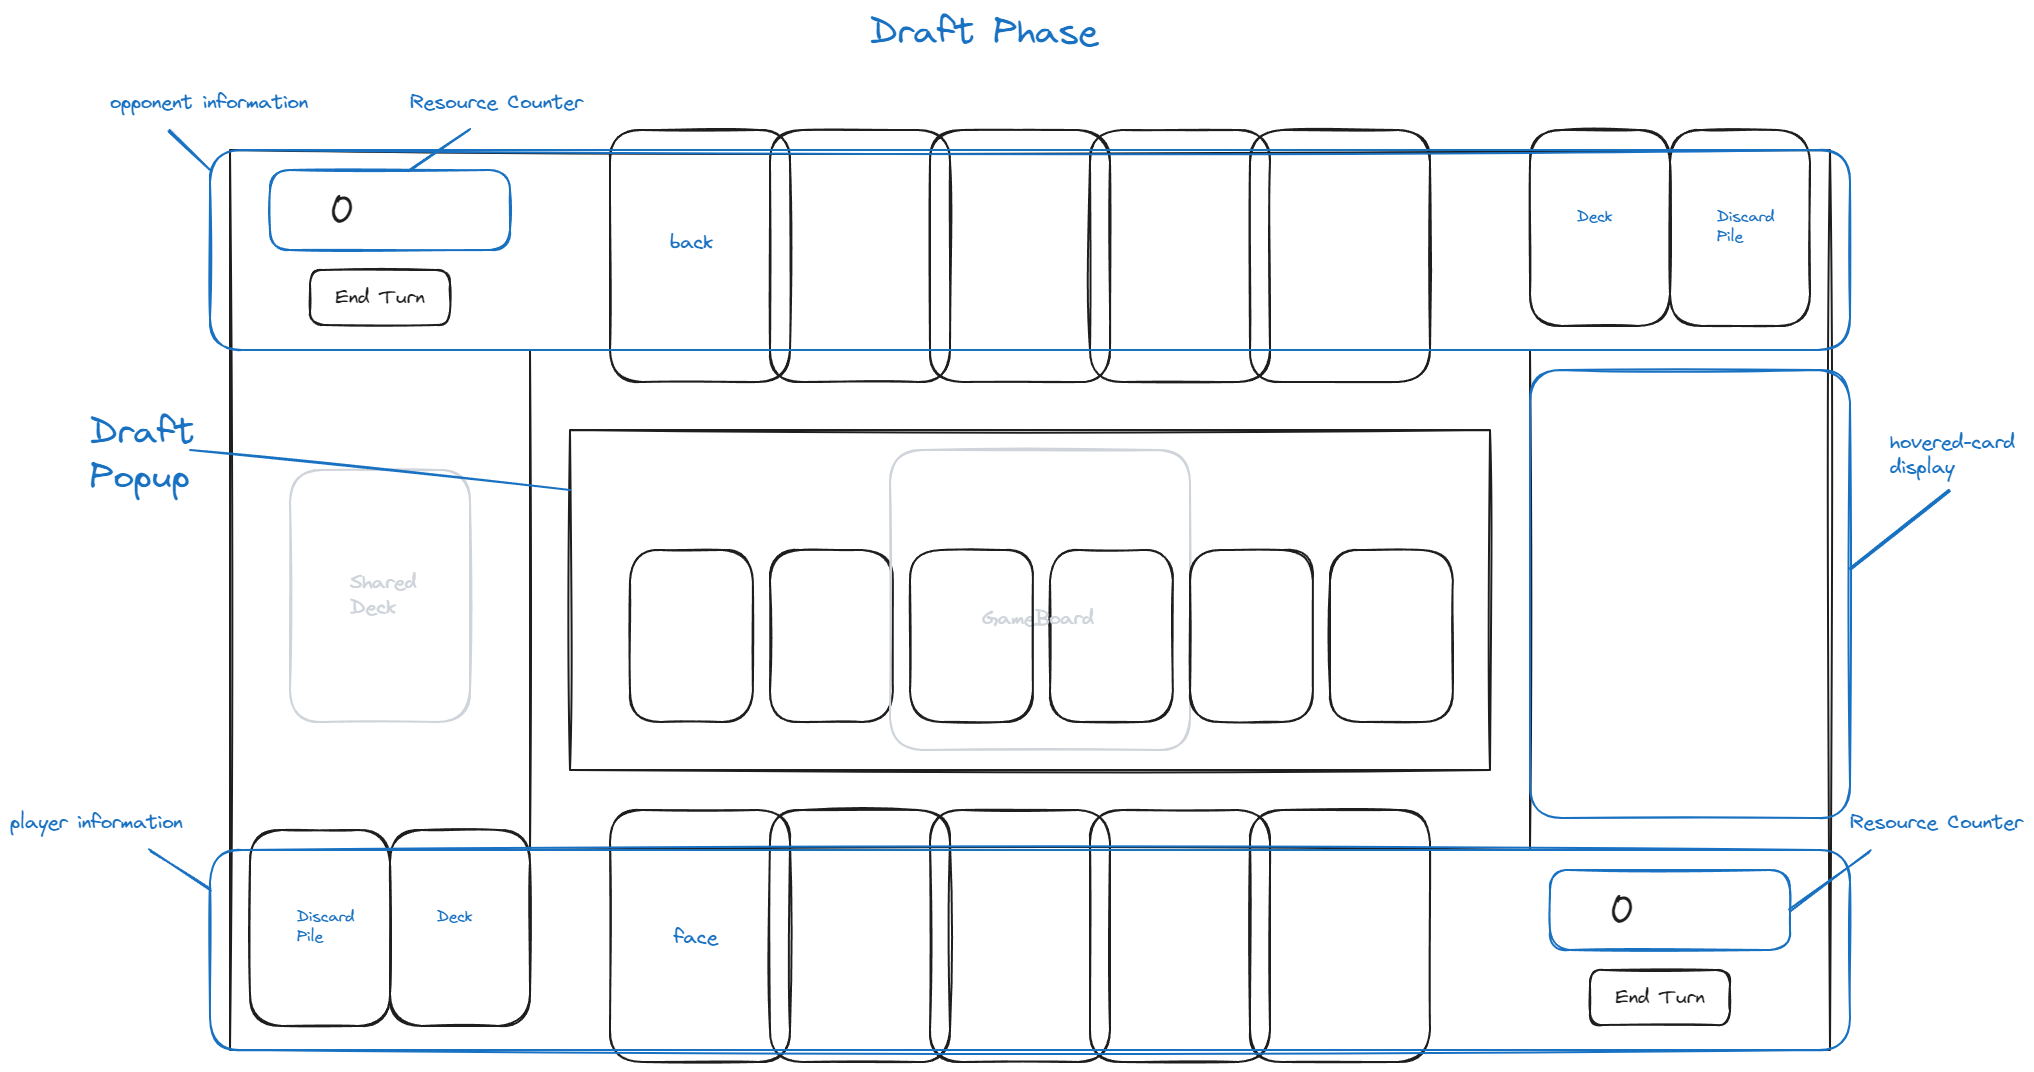 Draft Phase
opponent information
Resource Counter
0
End Turn
back
Deck
Discard
Pile
Draft
Popup
Shared
Deck
GameBoard
hovered-card
display
player information
Resource Counter
Discard
Pile
Deck
face
0
End Turn